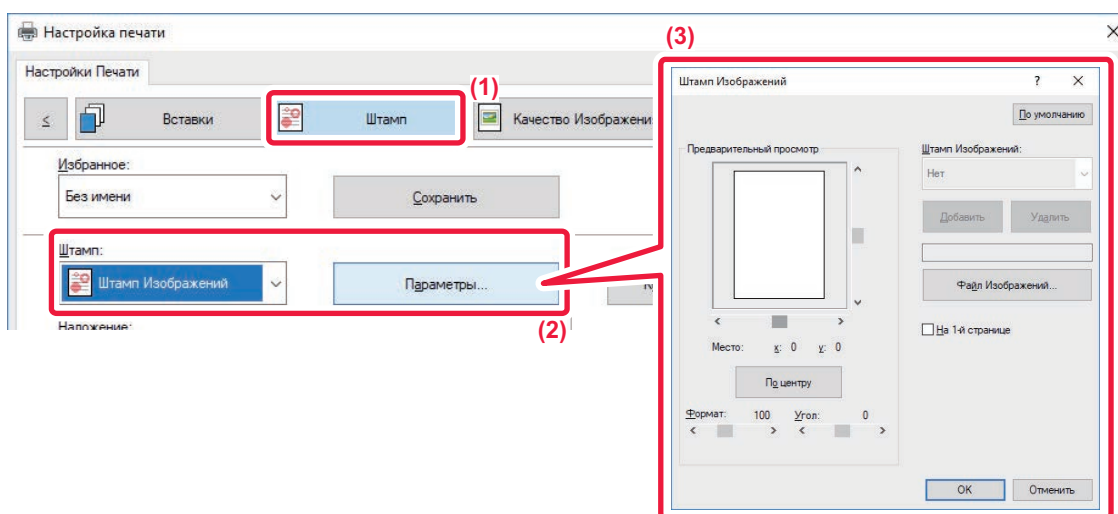 Настройка печати
Настройки Печати
(1)
(3)
≤
Вставки
Штамп
Качество Изображени
Избранное:
Без имени
Сохранить
Штамп:
Штамп Изображений
Параметры...
(2)
Наложение:
Штамп Изображений
?
По умолчанию
Предварительный просмотр
Штамп Изображений:
Нет
Добавить
Удалить
Файл Изображений...
На 1-й странице
Место: x: 0 y: 0
По центру
Формат: 100 Угол: 0
OK
Отменить